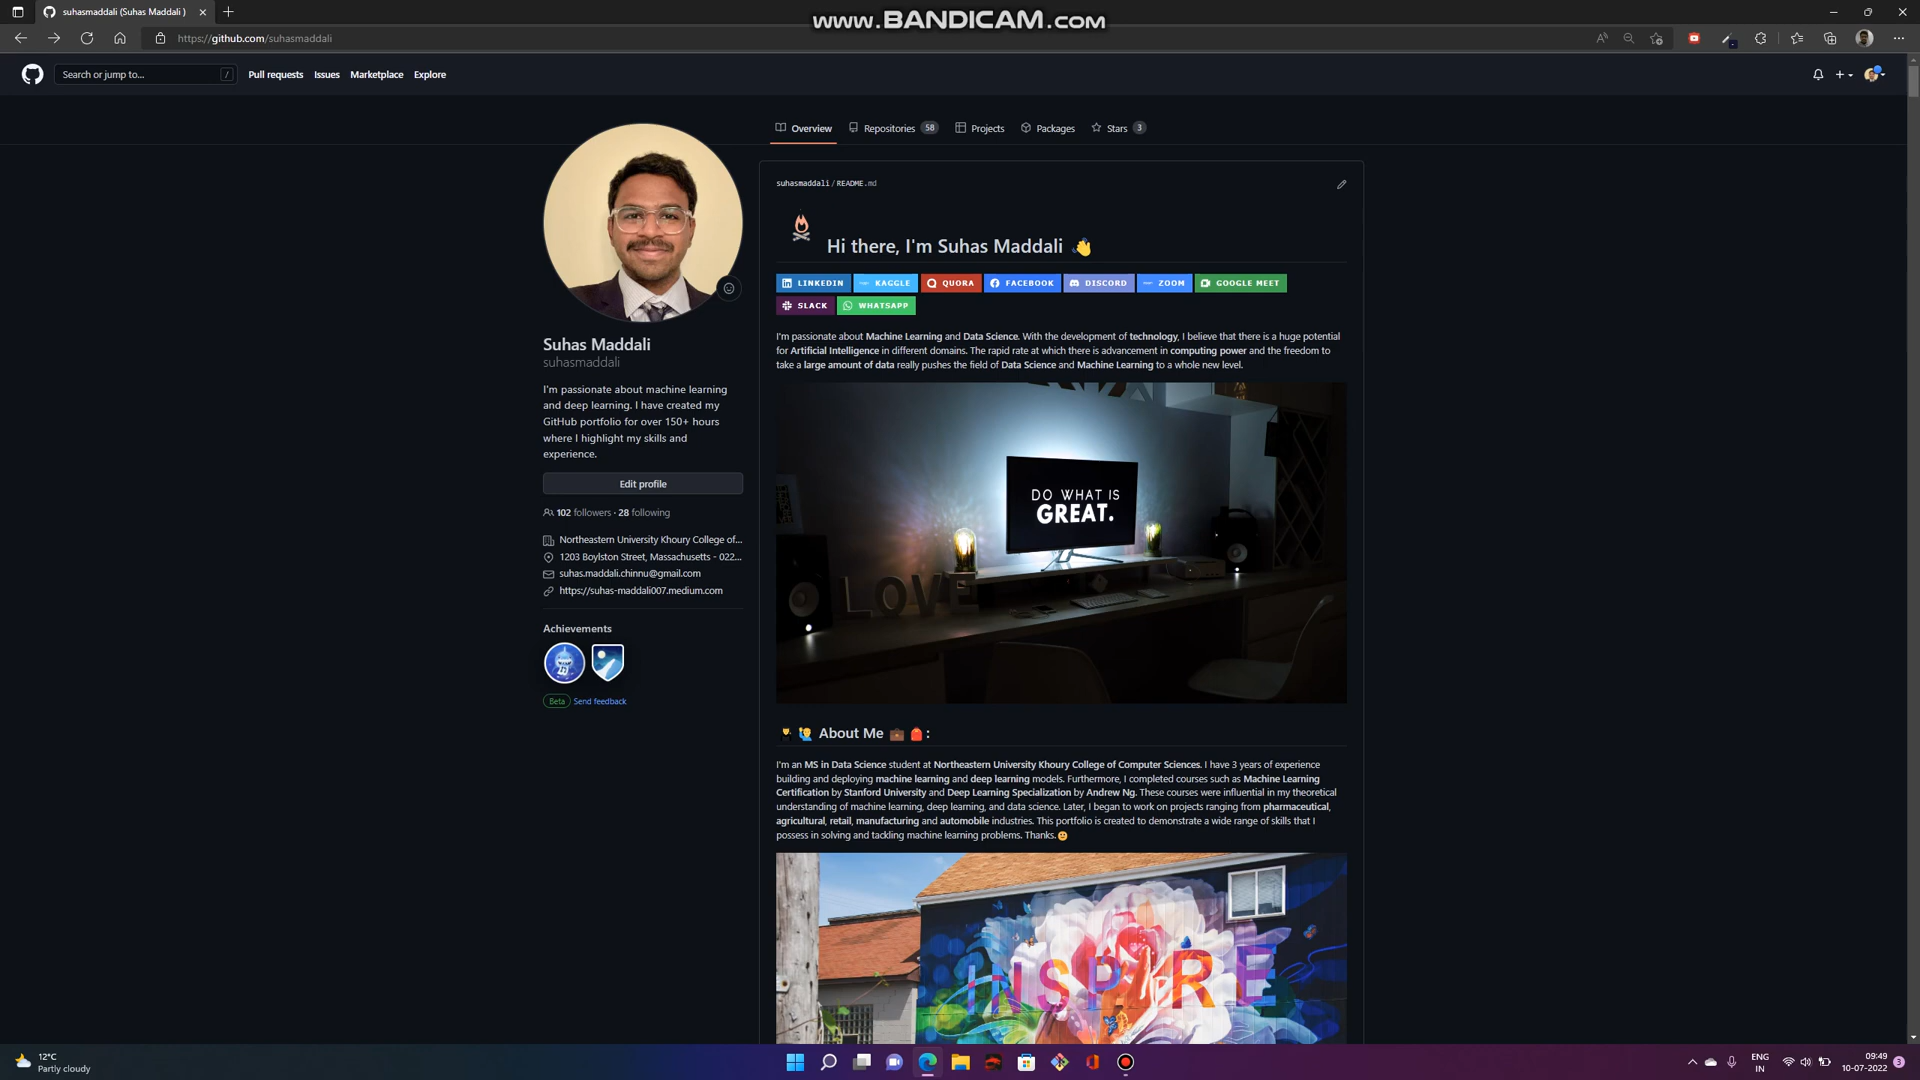 suhasmaddali (Suhas Maddali )
www.BANDICAM.com
https://github.com/suhasmaddali
Search or jump to...
/
Pull requests
Issues
Marketplace
Explore
Overview
Repositories 58
Projects
Packages
Stars 3
suhasmaddali / README.md
Hi there, I'm Suhas Maddali
LINKEDIN
KAGGLE
QUORA
FACEBOOK
DISCORD
ZOOM
GOOGLE MEET
SLACK
WHATSAPP
I'm passionate about Machine Learning and Data Science. With the development of technology, I believe that there is a huge potential
for Artificial Intelligence in different domains. The rapid rate at which there is advancement in computing power and the freedom to
take a large amount of data really pushes the field of Data Science and Machine Learning to a whole new level.
Suhas Maddali
suhasmaddali
I'm passionate about machine learning
and deep learning. I have created my
GitHub portfolio for over 150+ hours
where I highlight my skills and
experience.
Edit profile
102 followers · 28 following
Northeastern University Khoury College of...
1203 Boylston Street, Massachusetts - 022...
suhas.maddali.chinnu@gmail.com
https://suhas-maddali007.medium.com
Achievements
Beta
Send feedback
DO WHAT IS
GREAT.
LOVE
About Me :
I'm an MS in Data Science student at Northeastern University Khoury College of Computer Sciences. I have 3 years of experience
building and deploying machine learning and deep learning models. Furthermore, I completed courses such as Machine Learning
Certification by Stanford University and Deep Learning Specialization by Andrew Ng. These courses were influential in my theoretical
understanding of machine learning, deep learning, and data science. Later, I began to work on projects ranging from pharmaceutical,
agricultural, retail, manufacturing and automobile industries. This portfolio is created to demonstrate a wide range of skills that I
possess in solving and tackling machine learning problems. Thanks.
INSPIRE
12°C
Partly cloudy
ENG
IN
09:49
10-07-2022
3